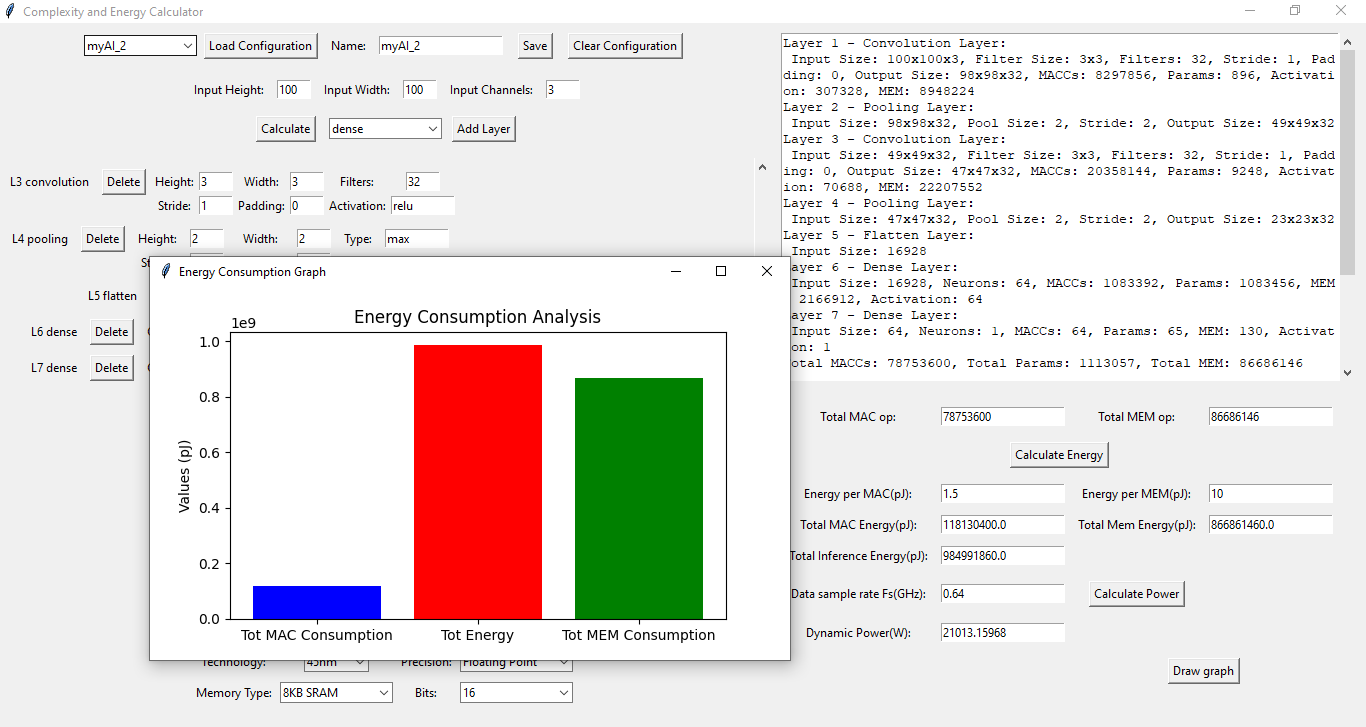 Complexity and Energy Calculator
myAI_2 Load Configuration Name: myAI_2 Save Clear Configuration
Input Height: 100 Input Width: 100 Input Channels: 3
Calculate dense Add Layer
L3 convolution Delete Height: 3 Width: 3 Filters: 32
Stride: 1 Padding: 0 Activation: relu
L4 pooling Delete Height: 2 Width: 2 Type: max
L5 flatten
L6 dense Delete
L7 dense Delete
Energy Consumption Graph
Energy Consumption Analysis
1e9
1.0
0.8
0.6
0.4
0.2
0.0
Values (pJ)
Tot MAC Consumption Tot Energy Tot MEM Consumption
Technology: 45nm Precision: Floating Point
Memory Type: 8KB SRAM Bits: 16
Layer 1 - Convolution Layer:
Input Size: 100x100x3, Filter Size: 3x3, Filters: 32, Stride: 1, Pad
ding: 0, Output Size: 98x98x32, MACCs: 8297856, Params: 896, Activati
on: 307328, MEM: 8948224
Layer 2 - Pooling Layer:
Input Size: 98x98x32, Pool Size: 2, Stride: 2, Output Size: 49x49x32
Layer 3 - Convolution Layer:
Input Size: 49x49x32, Filter Size: 3x3, Filters: 32, Stride: 1, Padd
ing: 0, Output Size: 47x47x32, MACCs: 20358144, Params: 9248, Activat
ion: 70688, MEM: 22207552
Layer 4 - Pooling Layer:
Input Size: 47x47x32, Pool Size: 2, Stride: 2, Output Size: 23x23x32
Layer 5 - Flatten Layer:
Input Size: 16928
ayer 6 - Dense Layer:
Input Size: 16928, Neurons: 64, MACCs: 1083392, Params: 1083456, MEM
2166912, Activation: 64
ayer 7 - Dense Layer:
Input Size: 64, Neurons: 1, MACCs: 64, Params: 65, MEM: 130, Activat
on: 1
otal MACCs: 78753600, Total Params: 1113057, Total MEM: 86686146
Total MAC op: 78753600 Total MEM op: 86686146
Calculate Energy
Energy per MAC(pJ): 1.5 Energy per MEM(pJ): 10
Total MAC Energy(pJ): 118130400.0 Total Mem Energy(pJ): 866861460.0
Total Inference Energy(pJ): 984991860.0
Data sample rate Fs(GHz): 0.64 Calculate Power
Dynamic Power(W): 21013.15968
Draw graph